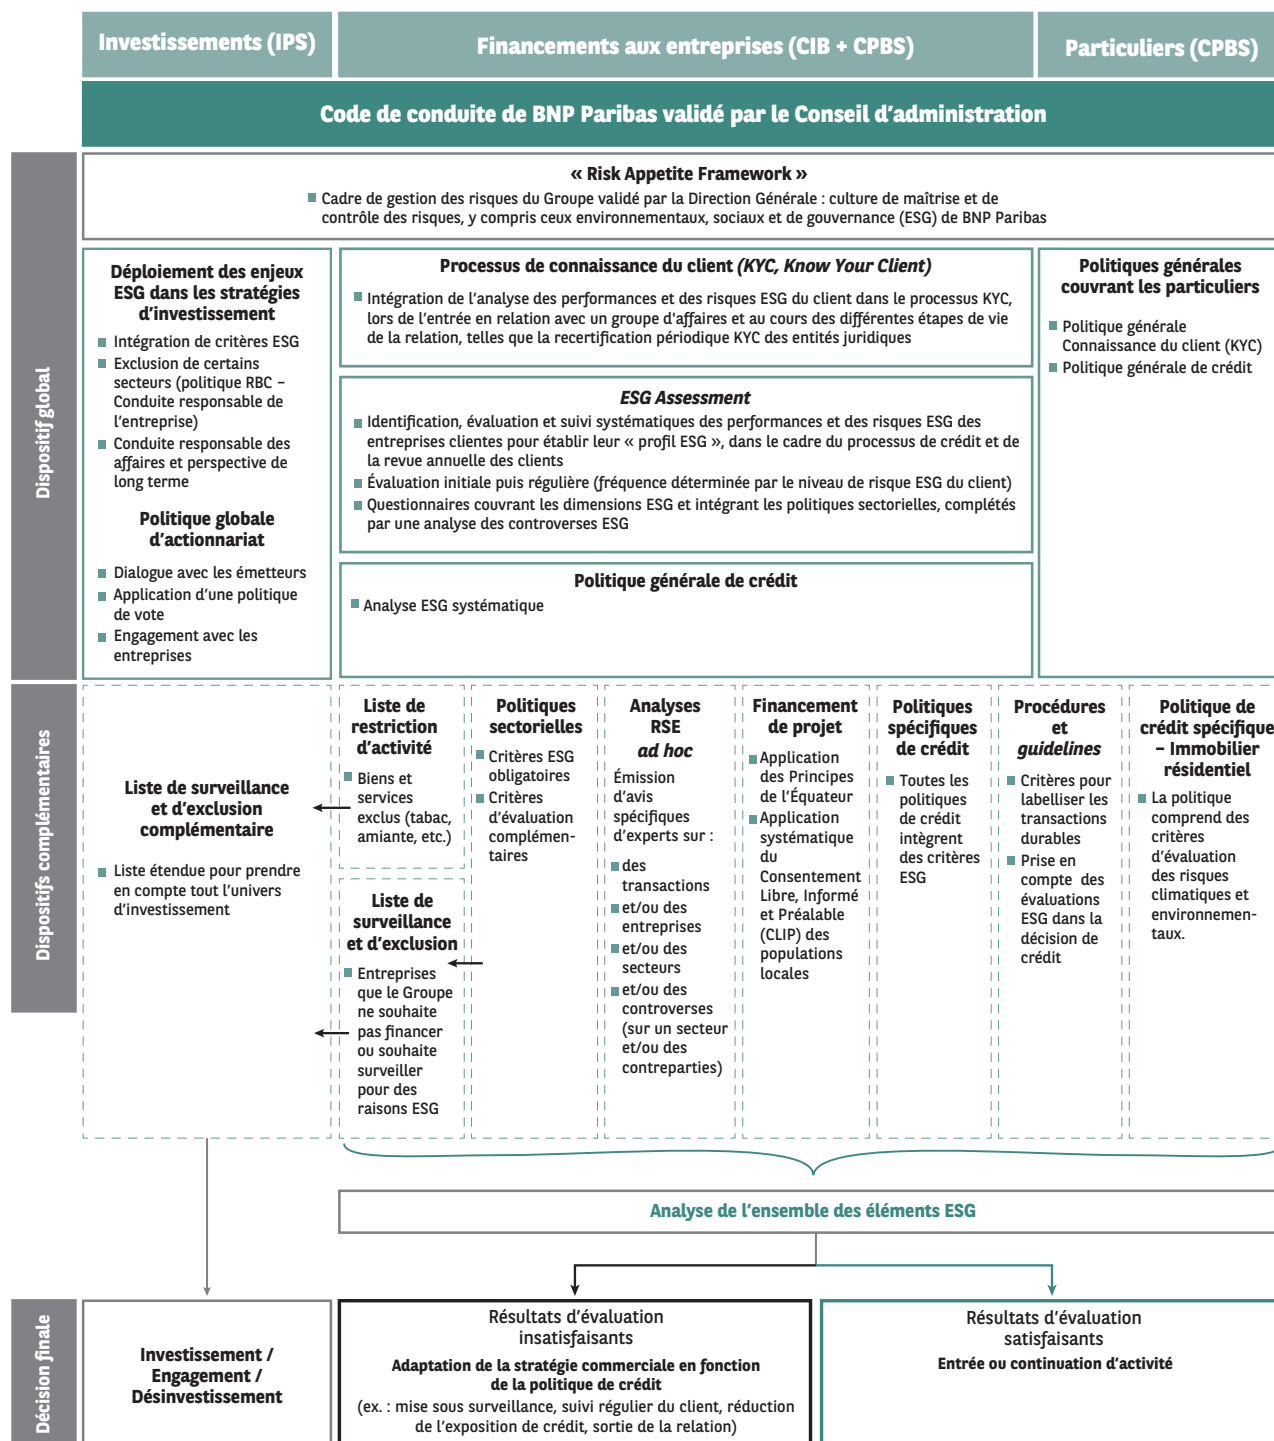 Investissements (IPS)
Financements aux entreprises (CIB + CPBS)
Particuliers (CPBS)
Code de conduite de BNP Paribas validé par le Conseil d'administration
Dispositif global
« Risk Appetite Framework »
Cadre de gestion des risques du Groupe validé par la Direction Générale : culture de maîtrise et de
contrôle des risques, y compris ceux environnementaux, sociaux et de gouvernance (ESG) de BNP Paribas
Déploiement des enjeux
ESG dans les stratégies
d'investissement
Intégration de critères ESG
Exclusion de certains
secteurs (politique RBC –
Conduite responsable de
l'entreprise)
Conduite responsable des
affaires et perspective de
long terme
Politique globale
d'actionnariat
Dialogue avec les émetteurs
Application d'une politique
de vote
Engagement avec les
entreprises
Processus de connaissance du client (KYC, Know Your Client)
Intégration de l'analyse des performances et des risques ESG du client dans le processus KYC,
lors de l'entrée en relation avec un groupe d'affaires et au cours des différentes étapes de vie
de la relation, telles que la recertification périodique KYC des entités juridiques
ESG Assessment
Identification, évaluation et suivi systématiques des performances et des risques ESG des
entreprises clientes pour établir leur « profil ESG », dans le cadre du processus de crédit et de
la revue annuelle des clients
Évaluation initiale puis régulière (fréquence déterminée par le niveau de risque ESG du client)
Questionnaires couvrant les dimensions ESG et intégrant les politiques sectorielles, complétés
par une analyse des controverses ESG
Politique générale de crédit
Analyse ESG systématique
Politiques générales
couvrant les particuliers
Politique générale
Connaissance du client (KYC)
Politique générale de crédit
Dispositifs complémentaires
Liste de surveillance
et d'exclusion
complémentaire
Liste étendue pour prendre
en compte tout l'univers
d'investissement
Liste de
restriction
d'activité
Biens et
services
exclus (tabac,
amiante, etc.)
Liste de
surveillance
et d'exclusion
Entreprises
que le Groupe
ne souhaite
pas financer
ou souhaite
surveiller
pour des
raisons ESG
Politiques
sectorielles
Critères ESG
obligatoires
Critères
d'évaluation
complémen-
taires
Analyses
RSE
ad hoc
Émission
d'avis
spécifiques
d'experts sur :
des
transactions
et/ou des
entreprises
et/ou des
secteurs
et/ou des
controverses
(sur un secteur
et/ou des
contreparties)
Financement
de projet
Application
des Principes
de l'Équateur
Application
systématique
du
Consentement
Libre, Informé
et Préalable
(CLIP) des
populations
locales
Politiques
spécifiques
de crédit
Toutes les
politiques
de crédit
intègrent
des critères
ESG
Procédures
et
guidelines
Critères pour
labelliser les
transactions
durables
Prise en
compte des
évaluations
ESG dans la
décision de
crédit
Politique de
crédit spécifique
– Immobilier
résidentiel
La politique
comprend des
critères
d'évaluation
des risques
climatiques et
environnemen-
taux.
Analyse de l'ensemble des éléments ESG
Décision finale
Investissement /
Engagement /
Désinvestissement
Résultats d'évaluation
insatisfaisants
Adaptation de la stratégie commerciale en fonction
de la politique de crédit
(ex. : mise sous surveillance, suivi régulier du client, réduction
de l'exposition de crédit, sortie de la relation)
Résultats d'évaluation
satisfaisants
Entrée ou continuation d'activité